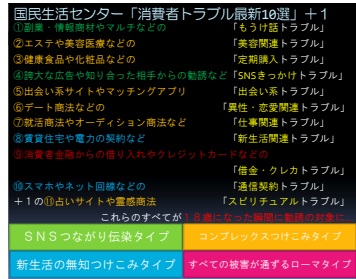 国民生活センター「消費者トラブル最新10選」＋1
①副業・情報商材やマルチなどの「もうけ話トラブル」
②エステや美容医療などの「美容関連トラブル」
③健康食品や化粧品などの「定期購入トラブル」
④誇大な広告や知り合った相手からの勧誘など「SNSきっかけトラブル」
⑤出会い系サイトやマッチングアプリ「出会い系トラブル」
⑥デート商法などの「異性・恋愛関連トラブル」
⑦就活商法やオーディション商法など「仕事関連トラブル」
⑧賃貸住宅や電力の契約など「新生活関連トラブル」
⑨消費者金融からの借り入れやクレジットカードなどの
「借金・クレカトラブル」
⑩スマホやネット回線などの「通信契約トラブル」
＋1の⑪占いサイトや霊感商法「スピリチュアルトラブル」
これらのすべてが１８歳になった瞬間に勧誘の対象に…
ＳＮＳつながり伝染タイプ
コンプレックスつけこみタイプ
新生活の無知つけこみタイプ
すべての被害が通ずるローマタイプ